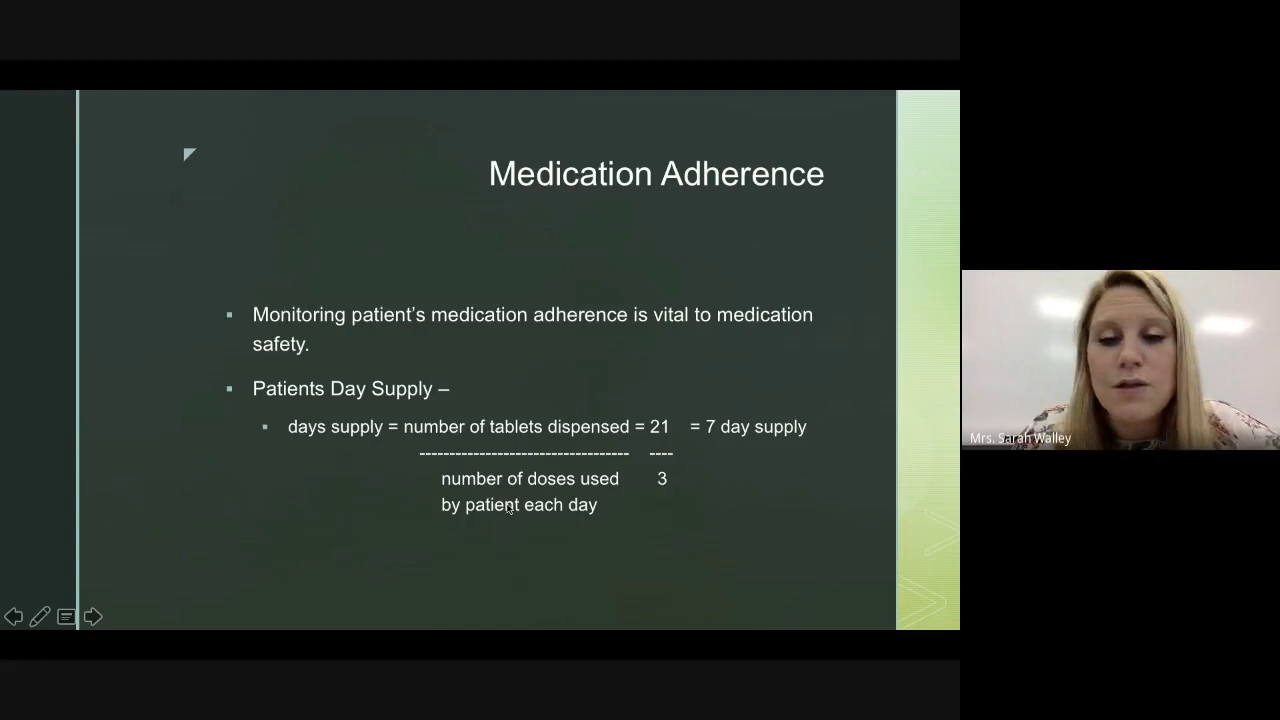 Medication Adherence
▪ Monitoring patient's medication adherence is vital to medication
safety.
▪ Patients Day Supply –
▪ days supply = number of tablets dispensed = 21 = 7 day supply
----------------------------------- ----
number of doses used 3
by patient each day
Mrs. Sarah Walley